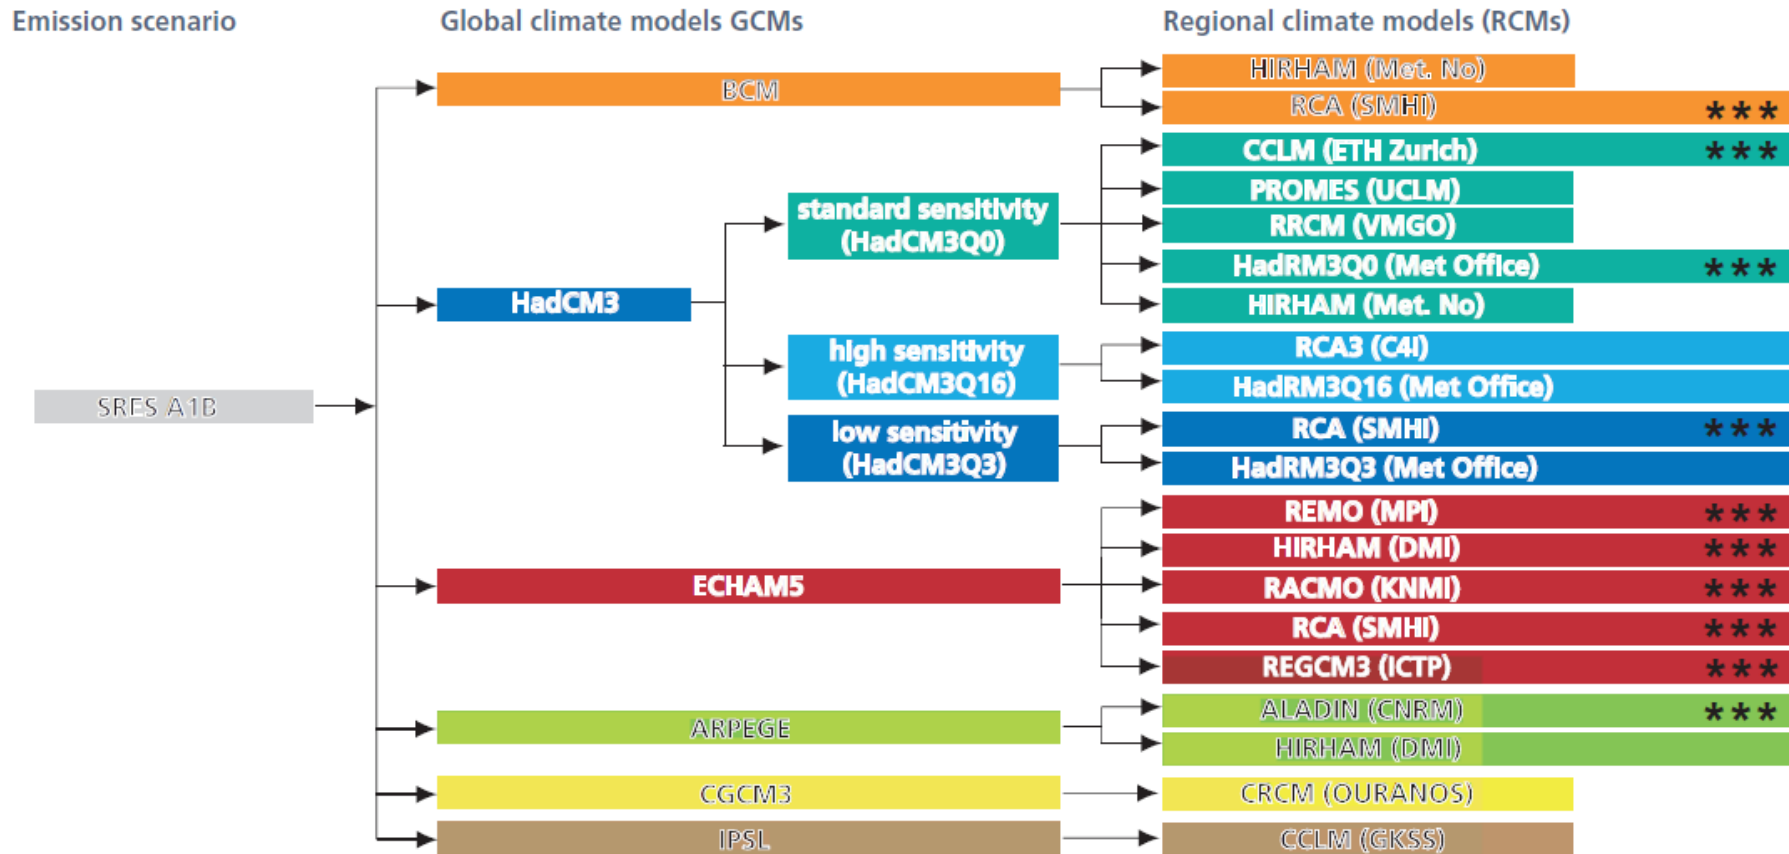 Emission scenario
Global climate models GCMs
Regional climate models (RCMs)
SRES A1B
BCM
HadCM3
standard sensitivity
(HadCM3Q0)
high sensitivity
(HadCM3Q16)
low sensitivity
(HadCM3Q3)
ECHAM5
ARPEGE
CGCM3
IPSL
HIRHAM (Met. No)
RCA (SMHI) ***
CCLM (ETH Zurich) ***
PROMES (UCLM)
RRCM (VMGO)
HadRM3Q0 (Met Office) ***
HIRHAM (Met. No)
RCA3 (C4I)
HadRM3Q16 (Met Office)
RCA (SMHI) ***
HadRM3Q3 (Met Office)
REMO (MPI) ***
HIRHAM (DMI) ***
RACMO (KNMI) ***
RCA (SMHI) ***
REGCM3 (ICTP) ***
ALADIN (CNRM) ***
HIRHAM (DMI)
CRCM (OURANOS)
CCLM (GKSS)